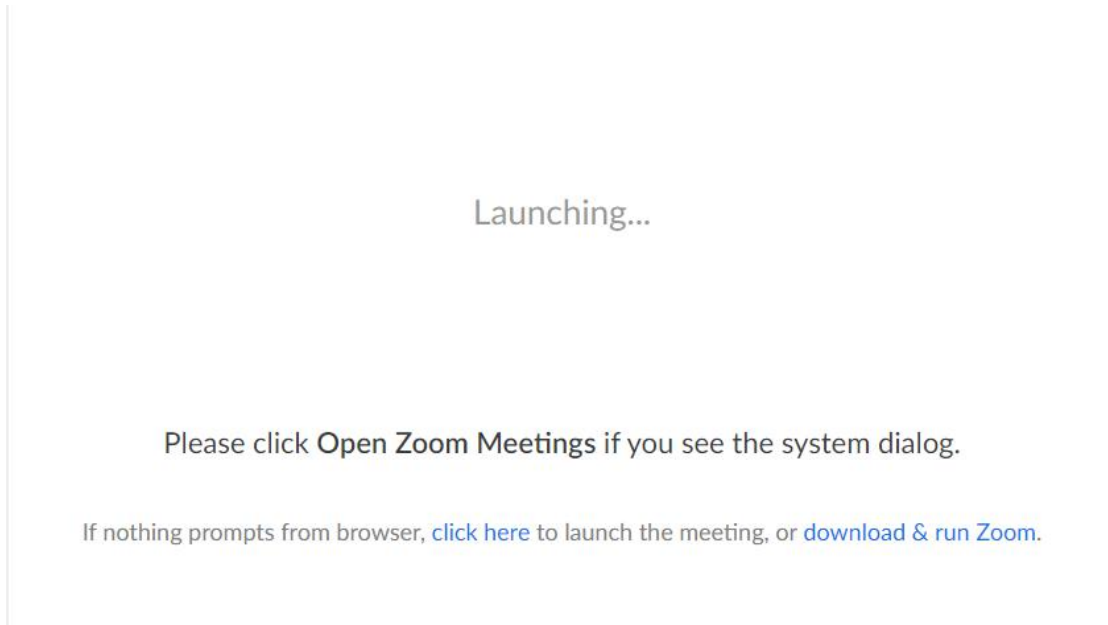 Launching...
Please click Open Zoom Meetings if you see the system dialog.
If nothing prompts from browser, click here to launch the meeting, or download & run Zoom.